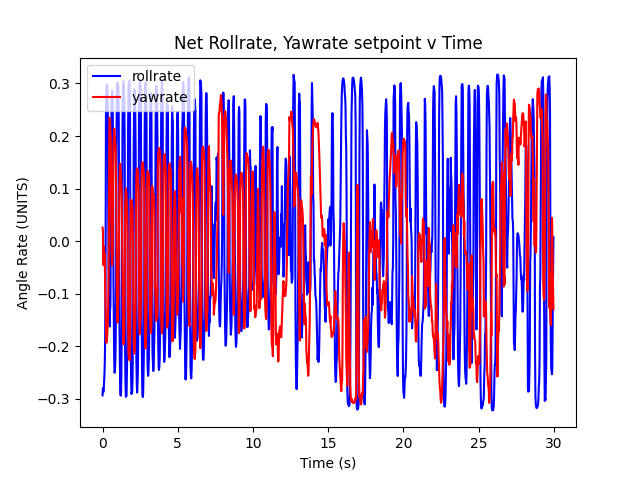 Net Rollrate, Yawrate setpoint v Time
rollrate
yawrate
Angle Rate (UNITS)
0.3
0.2
0.1
0.0
−0.1
−0.2
−0.3
0 5 10 15 20 25 30
Time (s)